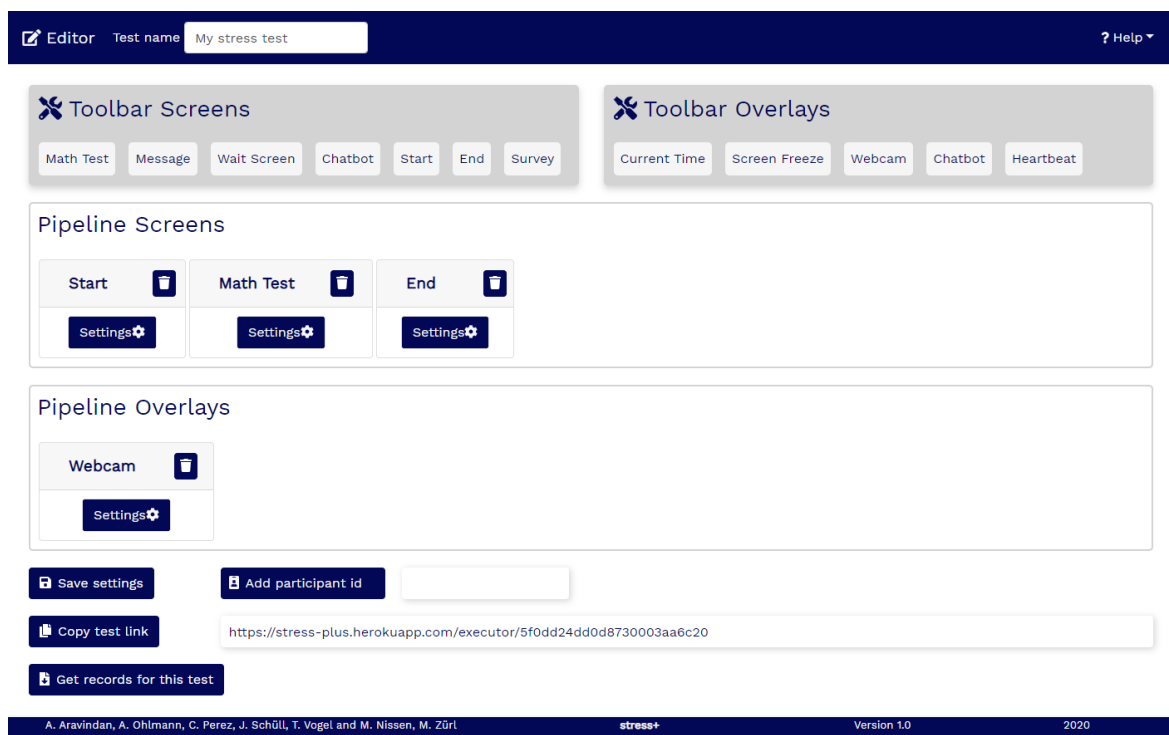 Editor Test name My stress test ? Help
Toolbar Screens
Math Test Message Wait Screen Chatbot Start End Survey
Toolbar Overlays
Current Time Screen Freeze Webcam Chatbot Heartbeat
Pipeline Screens
Start Math Test End
Settings Settings Settings
Pipeline Overlays
Webcam
Settings
Save settings Add participant id
Copy test link https://stress-plus.herokuapp.com/executor/5f0dd24dd0d8730003aa6c20
Get records for this test
A. Aravindan, A. Ohlmann, C. Perez, J. Schüll, T. Vogel and M. Nissen, M. Zürl stress+ Version 1.0 2020